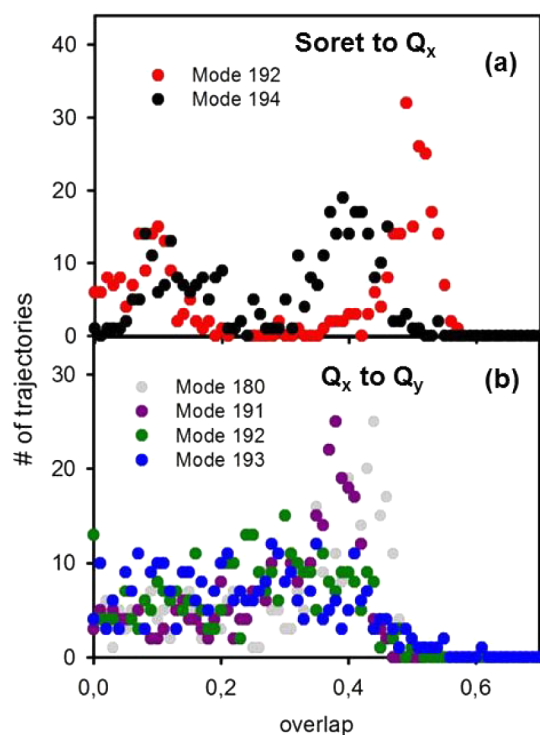 40
Soret to Qx
(a)
Mode 192
Mode 194
30
20
10
0
# of trajectories
Qx to Qy
(b)
30
Mode 180
Mode 191
Mode 192
Mode 193
20
10
0
0,0 0,2 0,4 0,6
overlap